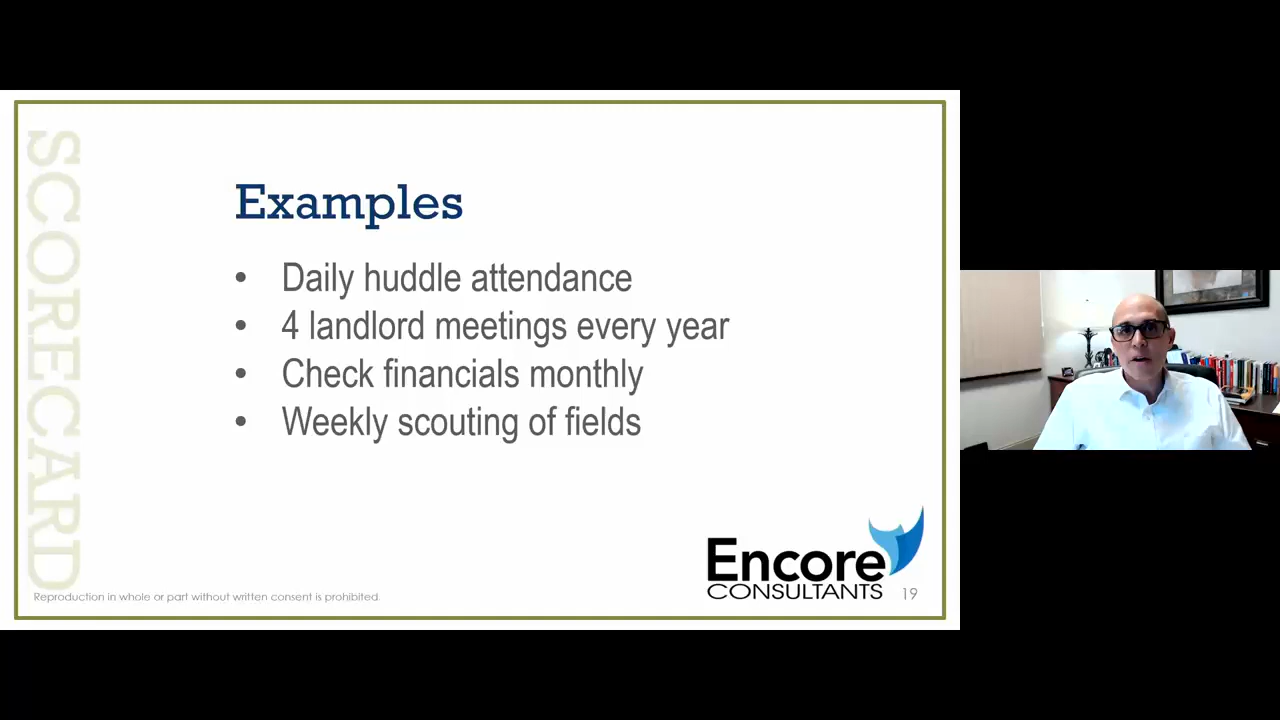 SCORECARD
Examples
• Daily huddle attendance
• 4 landlord meetings every year
• Check financials monthly
• Weekly scouting of fields
Encore
CONSULTANTS
Reproduction in whole or part without written consent is prohibited.
19